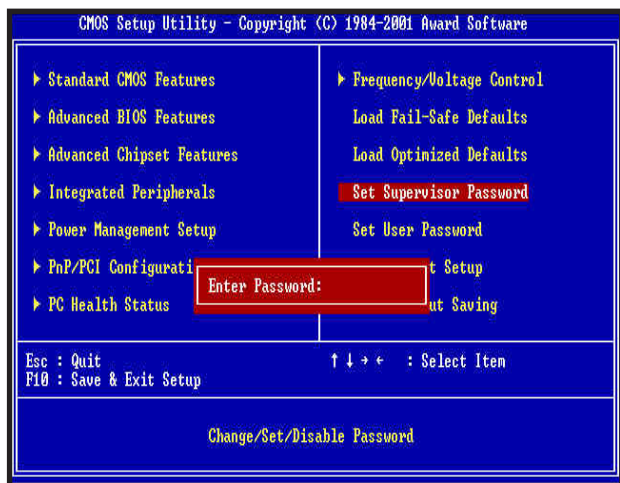 CMOS Setup Utility - Copyright (C) 1984-2001 Award Software
Standard CMOS Features
Advanced BIOS Features
Advanced Chipset Features
Integrated Peripherals
Power Management Setup
PnP/PCI Configurati
PC Health Status
Frequency/Voltage Control
Load Fail-Safe Defaults
Load Optimized Defaults
Set Supervisor Password
Set User Password
t Setup
ut Saving
Enter Password:
Esc : Quit
F10 : Save & Exit Setup
↑ ↓ → ← : Select Item
Change/Set/Disable Password